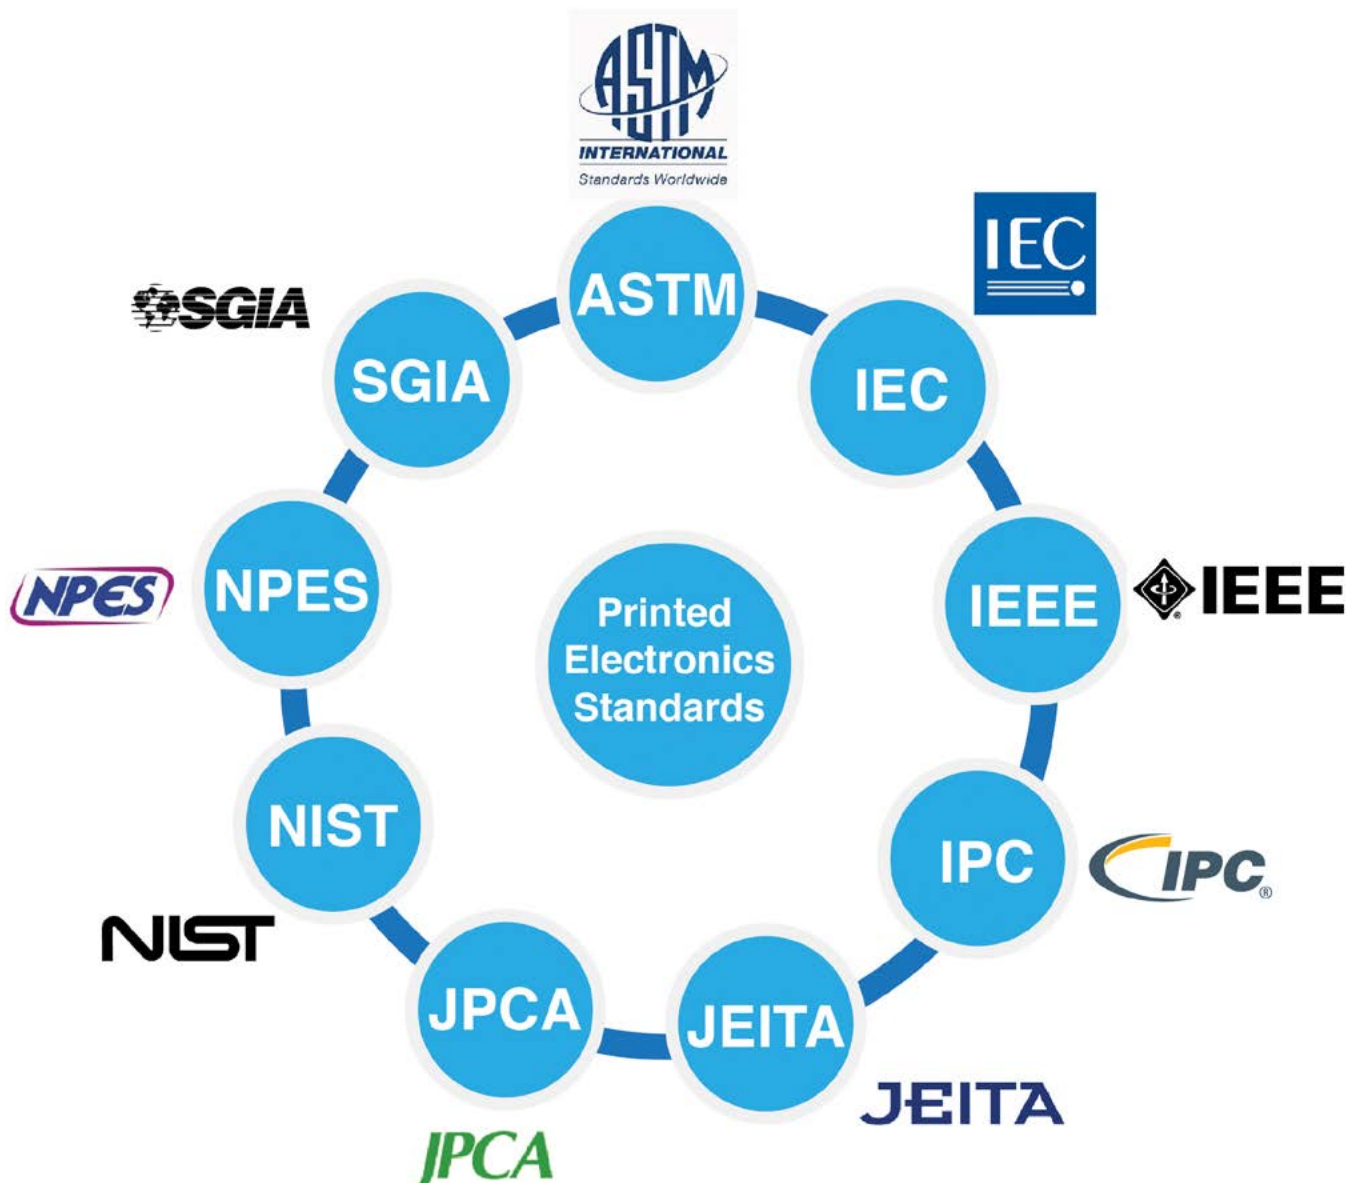 ASTM
INTERNATIONAL
Standards Worldwide
ASTM
IEC
IEC
SGIA
SGIA
IEEE
IEEE
®
NPES
NPES
Printed
Electronics
Standards
NIST
NIST
IPC
IPC®
JPCA
JPCA
JEITA
JEITA